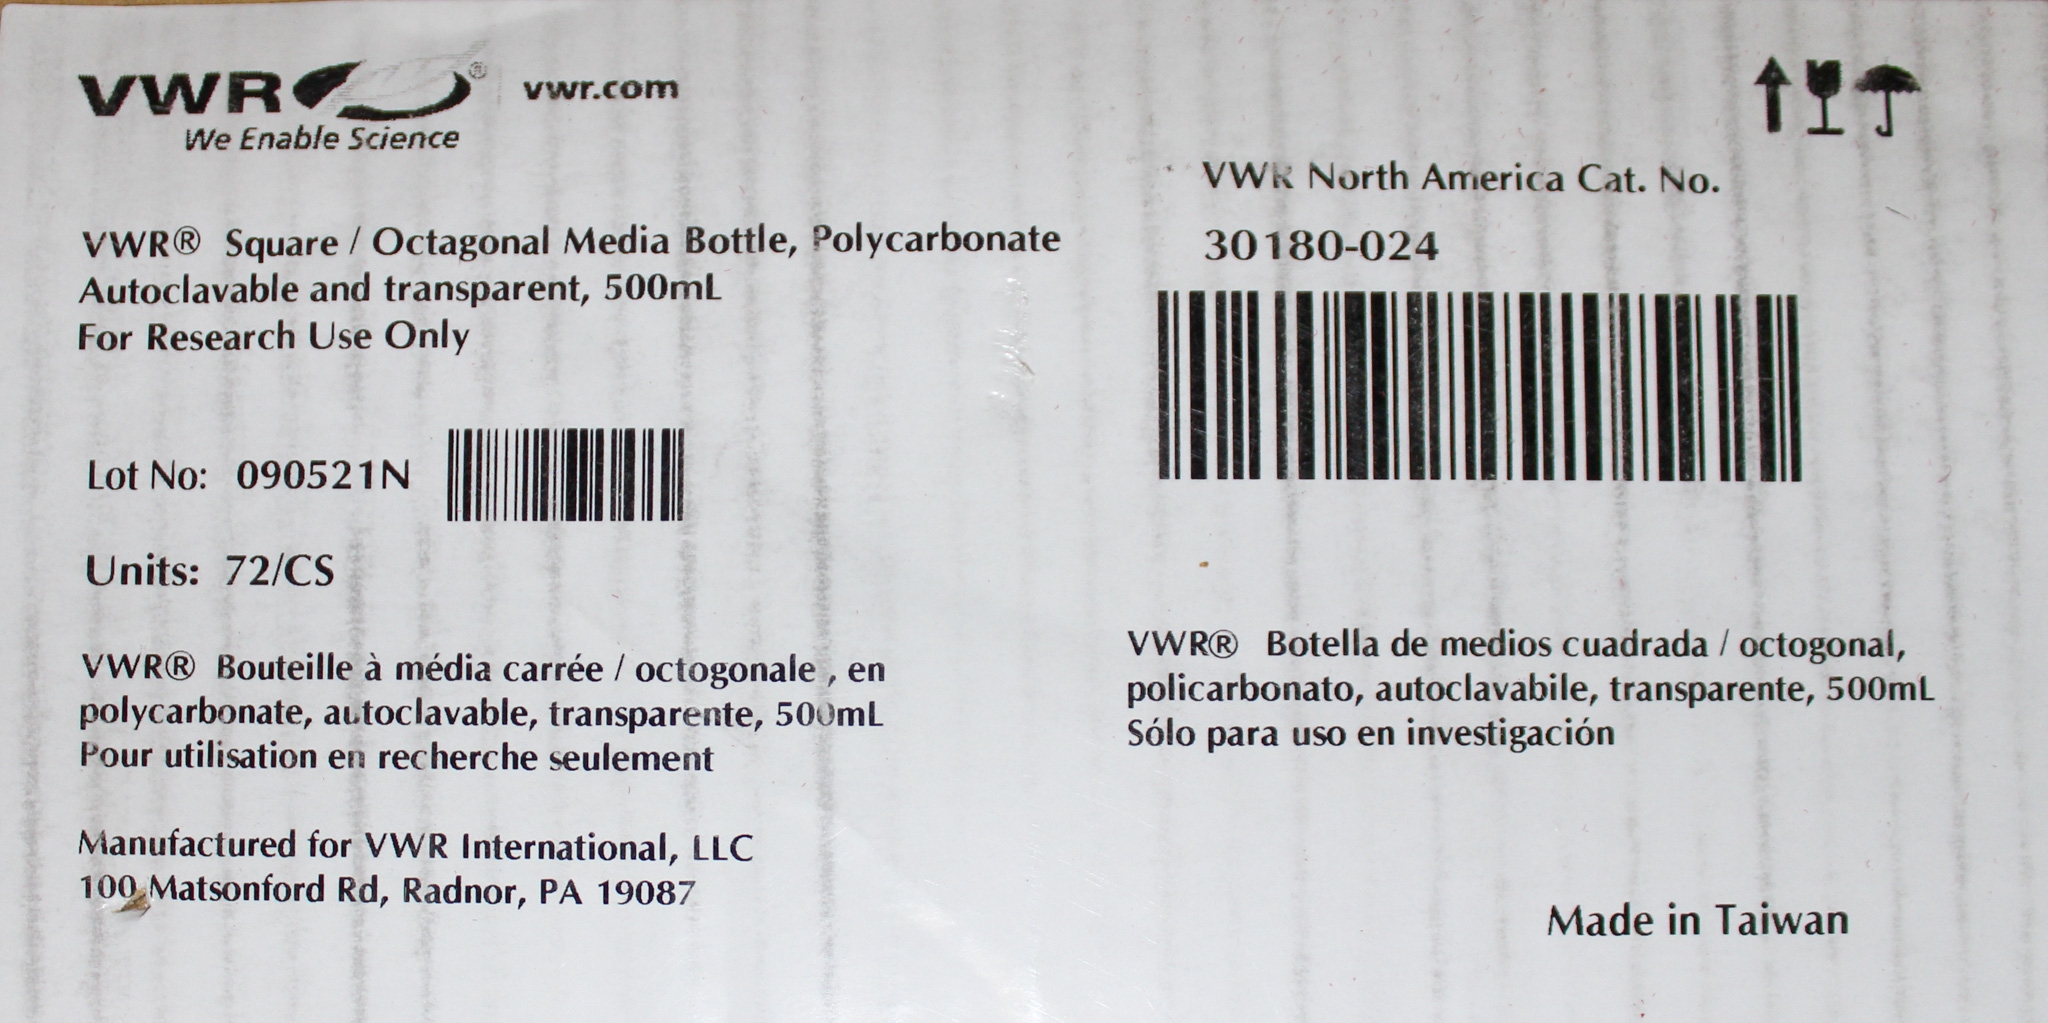 VWR®
vwr.com
We Enable Science
VWR® Square / Octagonal Media Bottle, Polycarbonate
Autoclavable and transparent, 500mL
For Research Use Only
VWR North America Cat. No.
30180-024
Lot No: 090521N
Units: 72/CS
VWR® Bouteille à média carrée / octogonale , en
polycarbonate, autoclavable, transparente, 500mL
Pour utilisation en recherche seulement
VWR® Botella de medios cuadrada / octogonal,
policarbonato, autoclavabile, transparente, 500mL
Sólo para uso en investigación
Manufactured for VWR International, LLC
100 Matsonford Rd, Radnor, PA 19087
Made in Taiwan